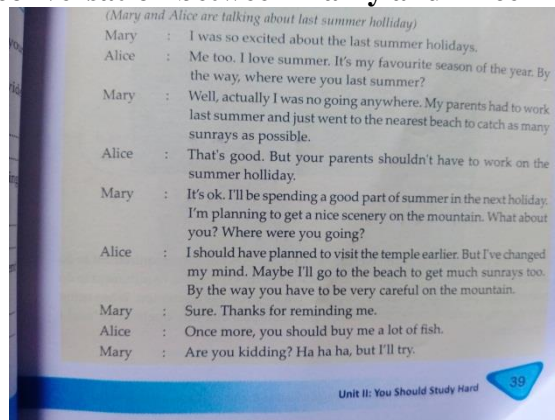 (Mary and Alice are talking about last summer holliday)
Mary : I was so excited about the last summer holidays.
Alice : Me too. I love summer. It's my favourite season of the year. By
the way, where were you last summer?
Mary : Well, actually I was no going anywhere. My parents had to work
last summer and just went to the nearest beach to catch as many
sunrays as possible.
Alice : That's good. But your parents shouldn't have to work on the
summer holliday.
Mary : It's ok. I'll be spending a good part of summer in the next holiday.
I'm planning to get a nice scenery on the mountain. What about
you? Where were you going?
Alice : I should have planned to visit the temple earlier. But I've changed
my mind. Maybe I'll go to the beach to get much sunrays too.
By the way you have to be very careful on the mountain.
Mary : Sure. Thanks for reminding me.
Alice : Once more, you should buy me a lot of fish.
Mary : Are you kidding? Ha ha ha, but I'll try.
Unit II: You Should Study Hard
39